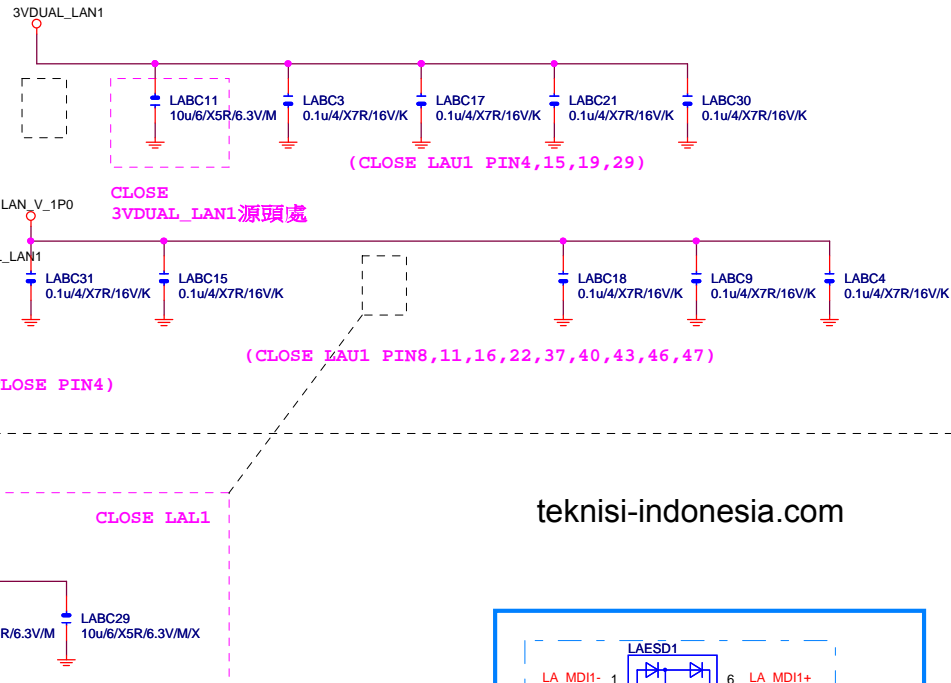 3VDUAL_LAN1
LABC11
10u/6/X5R/6.3V/M
LABC3
0.1u/4/X7R/16V/K
LABC17
0.1u/4/X7R/16V/K
LABC21
0.1u/4/X7R/16V/K
LABC30
0.1u/4/X7R/16V/K
(CLOSE LAU1 PIN4,15,19,29)
CLOSE
3VDUAL_LAN1源頭處
LAN_V_1P0
_LAN1
LABC31
0.1u/4/X7R/16V/K
LABC15
0.1u/4/X7R/16V/K
LABC18
0.1u/4/X7R/16V/K
LABC9
0.1u/4/X7R/16V/K
LABC4
0.1u/4/X7R/16V/K
(CLOSE LAU1 PIN8,11,16,22,37,40,43,46,47)
LOSE PIN4)
CLOSE LAL1
teknisi-indonesia.com
R/6.3V/M
LABC29
10u/6/X5R/6.3V/M/X
LAESD1
LA_MDI1- 1
6 LA_MDI1+